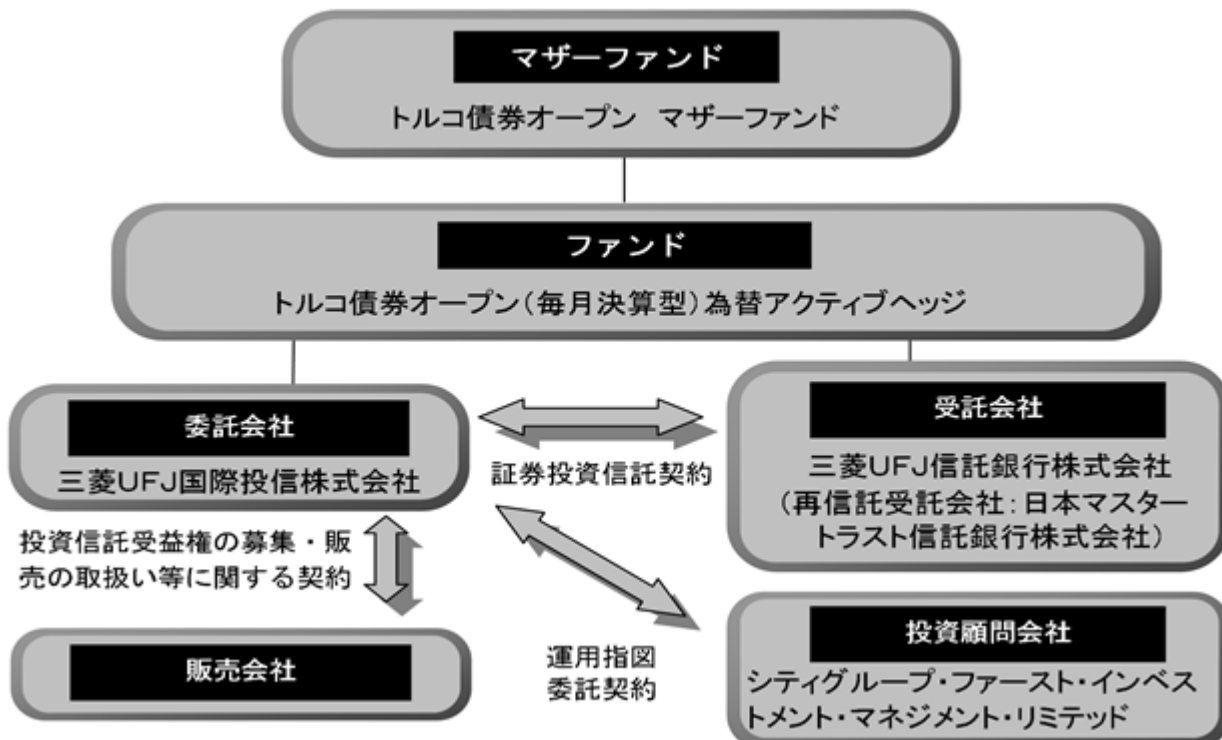 マザーファンド
トルコ債券オープン　マザーファンド
ファンド
トルコ債券オープン（毎月決算型）為替アクティブヘッジ
委託会社
三菱ＵＦＪ国際投信株式会社
証券投資信託契約
受託会社
三菱ＵＦＪ信託銀行株式会社
（再信託受託会社：日本マスター
トラスト信託銀行株式会社）
投資信託受益権の募集・販
売の取扱い等に関する契約
販売会社
運用指図
委託契約
投資顧問会社
シティグループ・ファースト・インベス
トメント・マネジメント・リミテッド